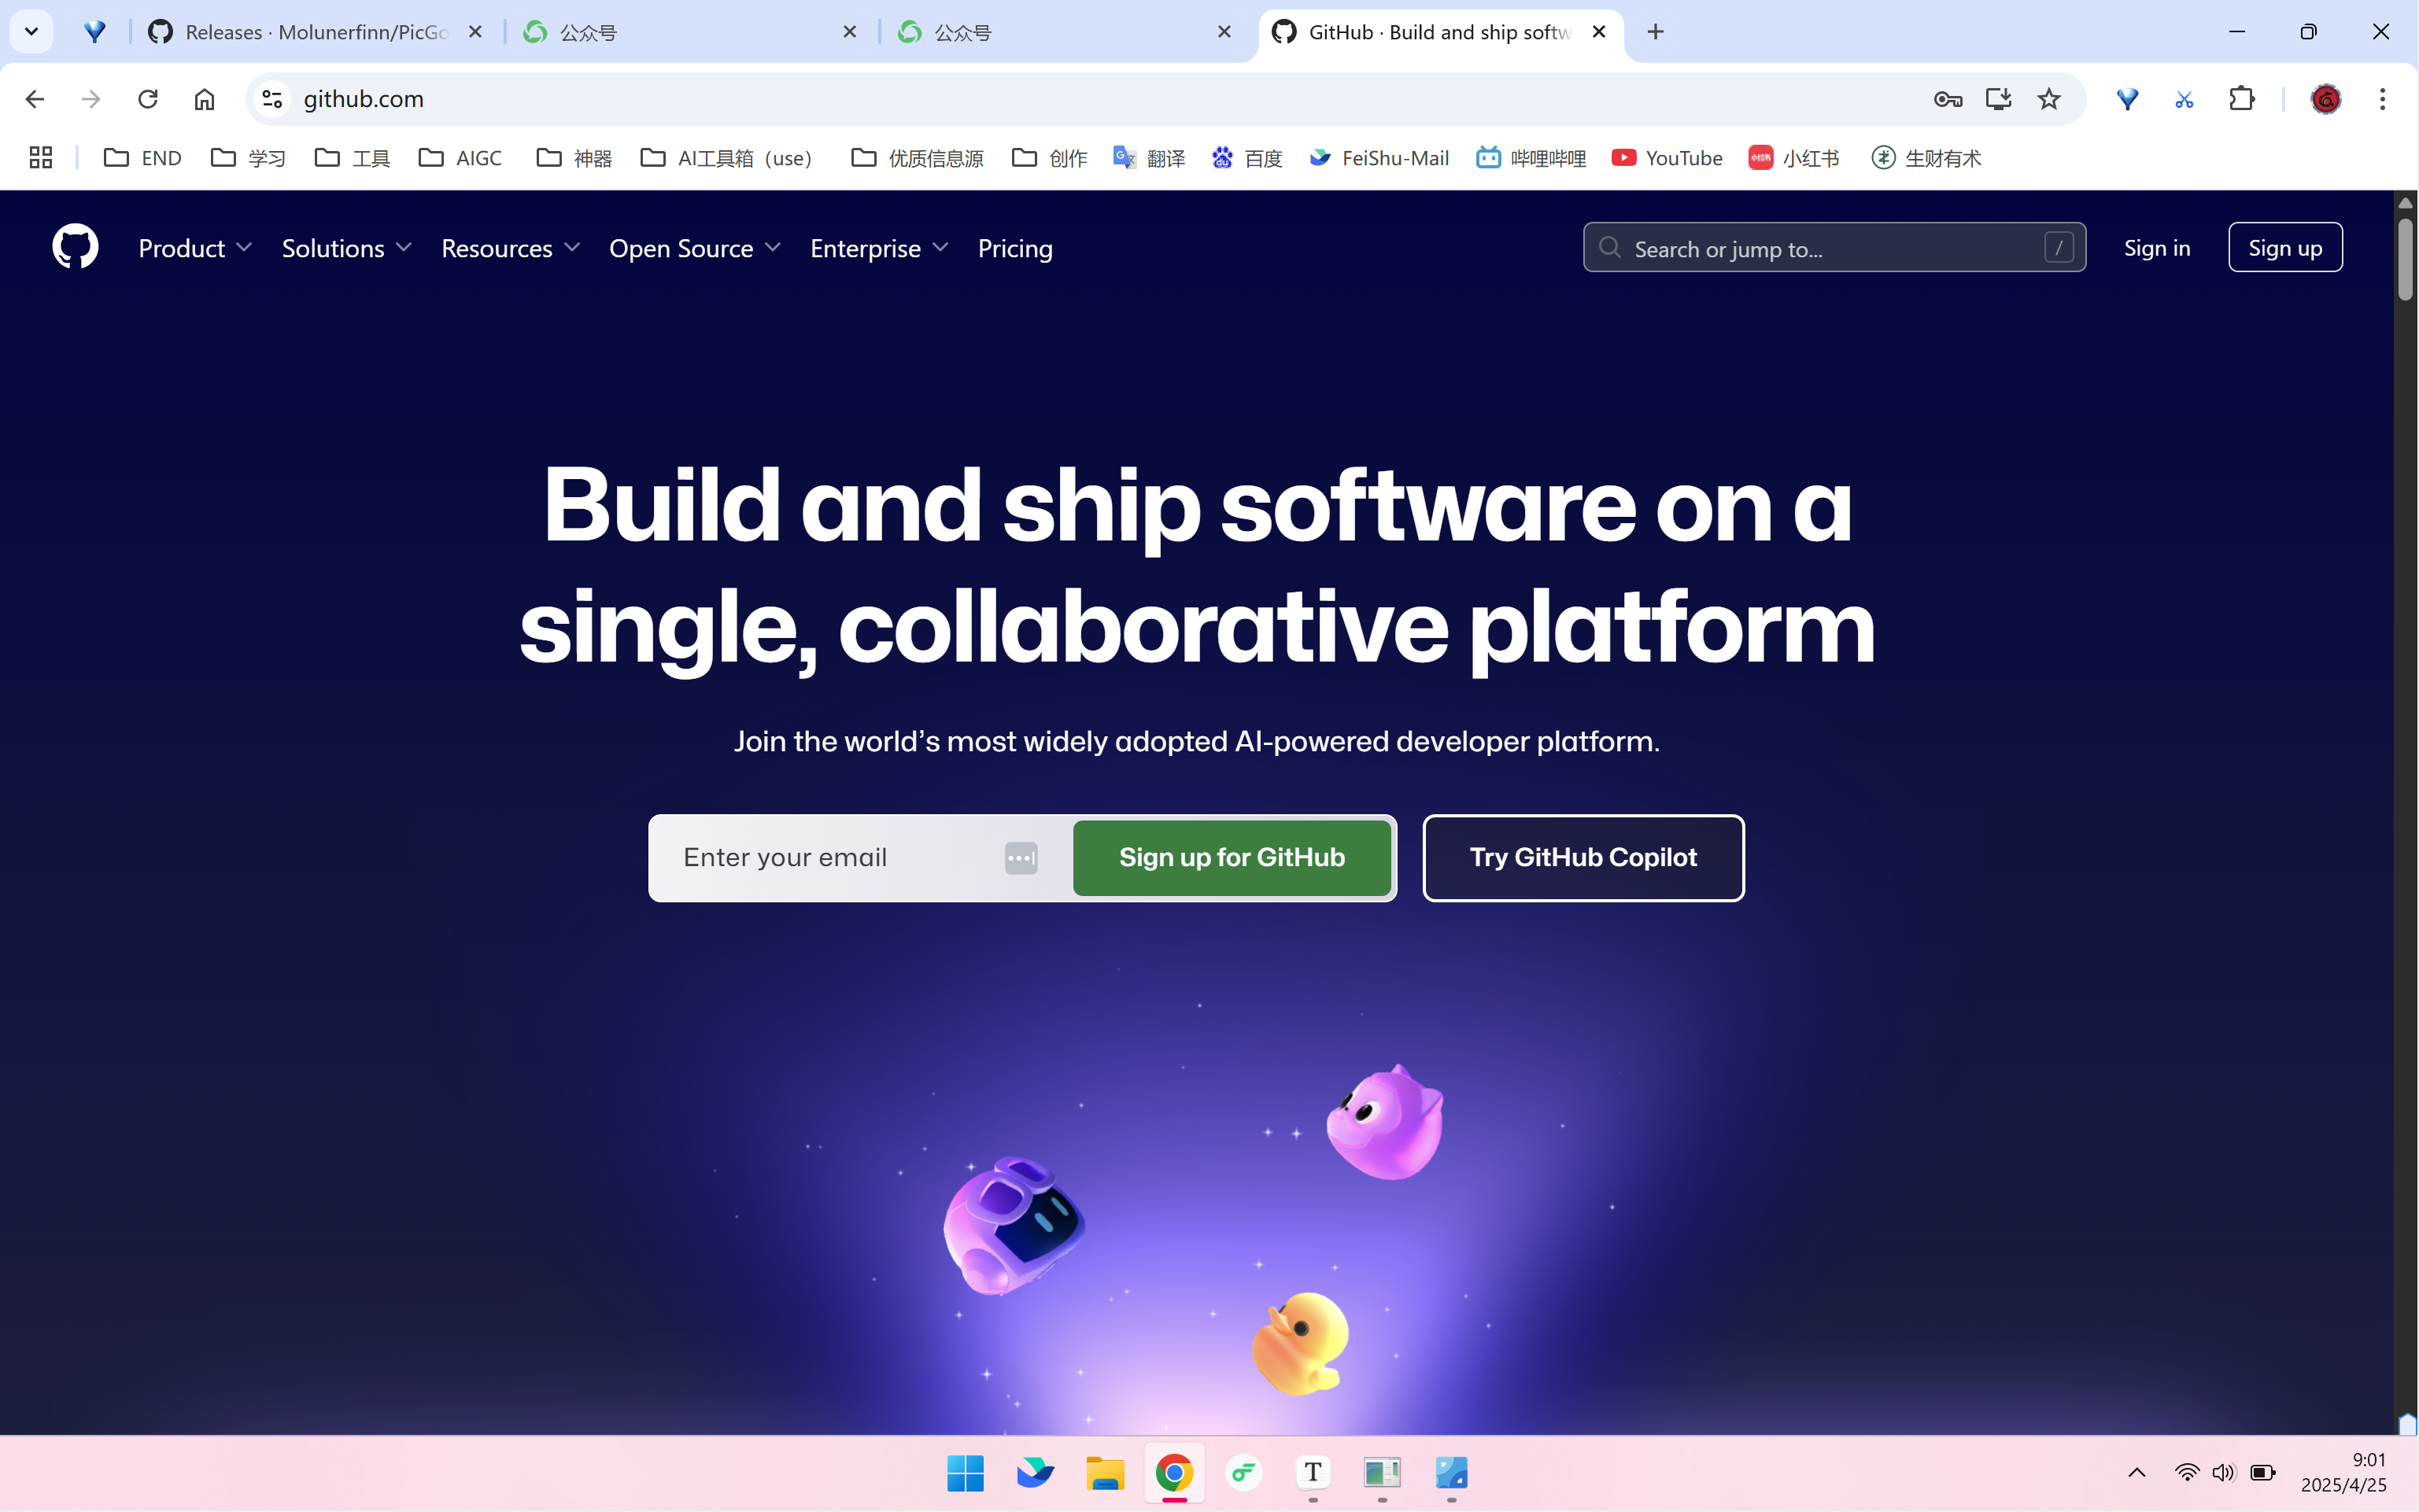 Releases · Molunerfinn/PicGo
公众号
公众号
GitHub · Build and ship softw
github.com
END
学习
工具
AIGC
神器
AI工具箱（use）
优质信息源
创作
翻译
百度
FeiShu-Mail
哔哩哔哩
YouTube
小红书
生财有术
Product
Solutions
Resources
Open Source
Enterprise
Pricing
Search or jump to...
/
Sign in
Sign up
Build and ship software on a
single, collaborative platform
Join the world’s most widely adopted AI-powered developer platform.
Enter your email
Sign up for GitHub
Try GitHub Copilot
9:01
2025/4/25